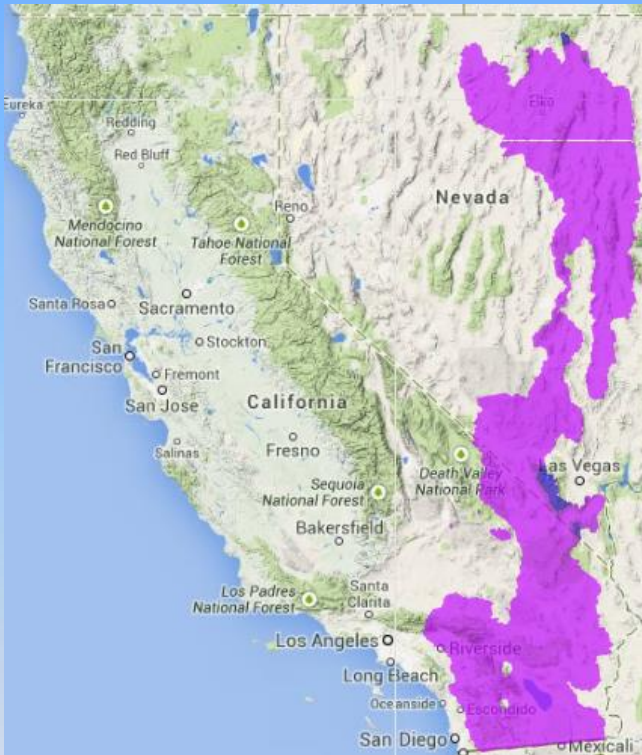 Eureka
Redding
Red Bluff
Elko
Nevada
Reno
Mendocino
National Forest
Tahoe National
Forest
Santa Rosa
Sacramento
San
Francisco
Stockton
Fremont
San Jose
California
Salinas
Fresno
Death Valley
National Park
Las Vegas
Sequoia
National Forest
Bakersfield
Los Padres
National Forest
Santa
Clarita
Los Angeles
Riverside
Long Beach
Oceanside
Escondido
San Diego
Mexicali